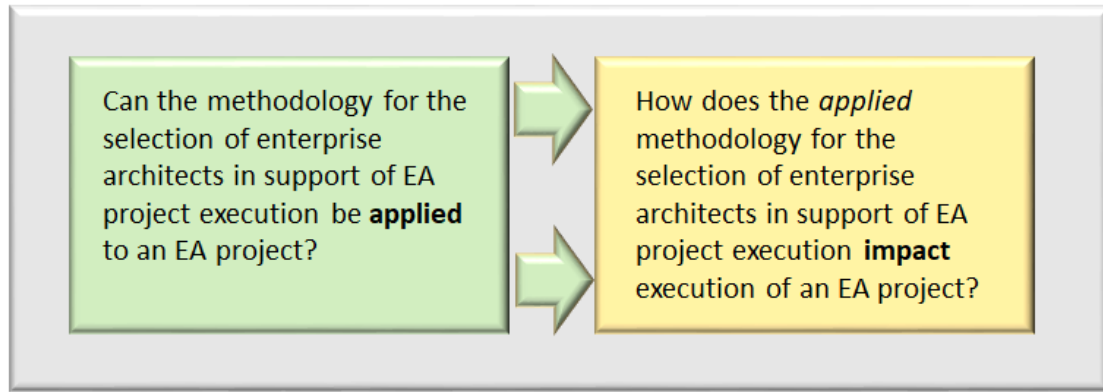 Can the methodology for the
selection of enterprise
architects in support of EA
project execution be applied
to an EA project?
How does the applied
methodology for the
selection of enterprise
architects in support of EA
project execution impact
execution of an EA project?